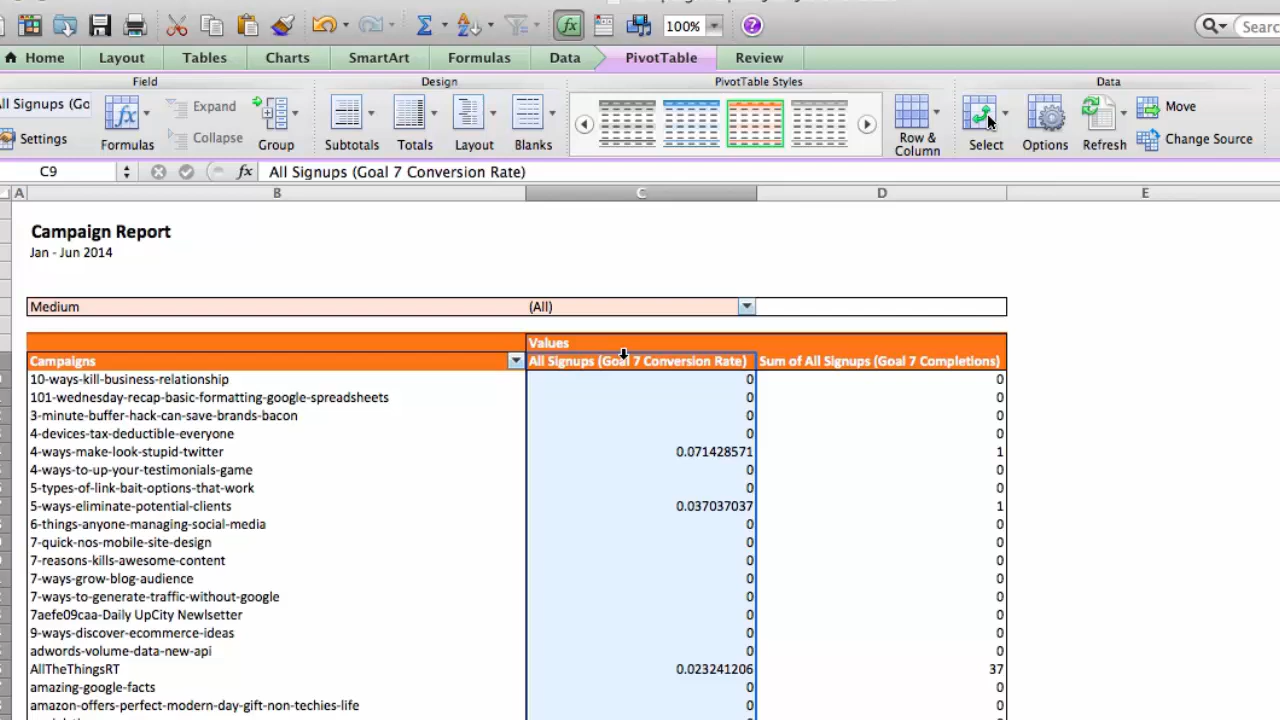 100%
Searc
Home Layout Tables Charts SmartArt Formulas Data PivotTable Review
Field Design PivotTable Styles Data
All Signups (Go
Settings
Formulas
Expand
Collapse
Group
Subtotals
Totals
Layout
Blanks
Row & Column
Select
Options
Refresh
Move
Change Source
C9 fx All Signups (Goal 7 Conversion Rate)
A B C D E
Campaign Report
Jan - Jun 2014
Medium (All)
Values
Campaigns All Signups (Goal 7 Conversion Rate) Sum of All Signups (Goal 7 Completions)
10-ways-kill-business-relationship 0 0
101-wednesday-recap-basic-formatting-google-spreadsheets 0 0
3-minute-buffer-hack-can-save-brands-bacon 0 0
4-devices-tax-deductible-everyone 0 0
4-ways-make-look-stupid-twitter 0.071428571 1
4-ways-to-up-your-testimonials-game 0 0
5-types-of-link-bait-options-that-work 0 0
5-ways-eliminate-potential-clients 0.037037037 1
6-things-anyone-managing-social-media 0 0
7-quick-nos-mobile-site-design 0 0
7-reasons-kills-awesome-content 0 0
7-ways-grow-blog-audience 0 0
7-ways-to-generate-traffic-without-google 0 0
7aefe09caa-Daily UpCity Newlsetter 0 0
9-ways-discover-ecommerce-ideas 0 0
adwords-volume-data-new-api 0 0
AllTheThingsRT 0.023241206 37
amazing-google-facts 0 0
amazon-offers-perfect-modern-day-gift-non-techies-life 0 0